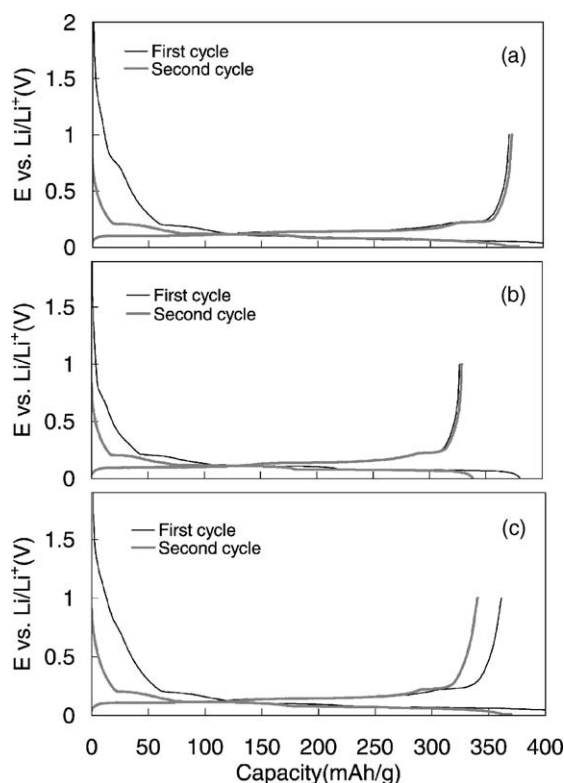 2
First cycle
(a)
Second cycle
1.5
1
0.5
0
E vs. Li/Li⁺(V)
First cycle
(b)
Second cycle
1.5
1
0.5
0
E vs. Li/Li⁺(V)
First cycle
(c)
Second cycle
1.5
1
0.5
0
E vs. Li/Li⁺(V)
0 50 100 150 200 250 300 350 400
Capacity(mAh/g)